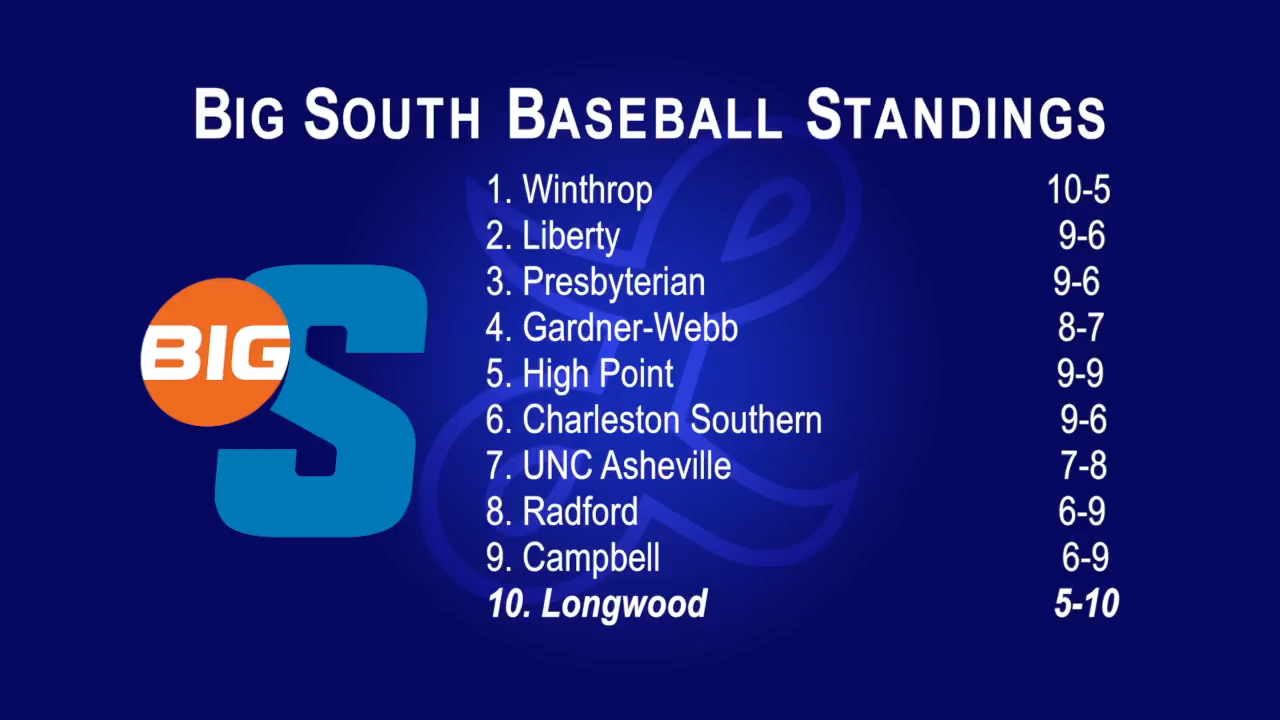 BIG SOUTH BASEBALL STANDINGS
1. Winthrop 10-5
2. Liberty 9-6
3. Presbyterian 9-6
4. Gardner-Webb 8-7
5. High Point 9-9
6. Charleston Southern 9-6
7. UNC Asheville 7-8
8. Radford 6-9
9. Campbell 6-9
10. Longwood 5-10
BIG S